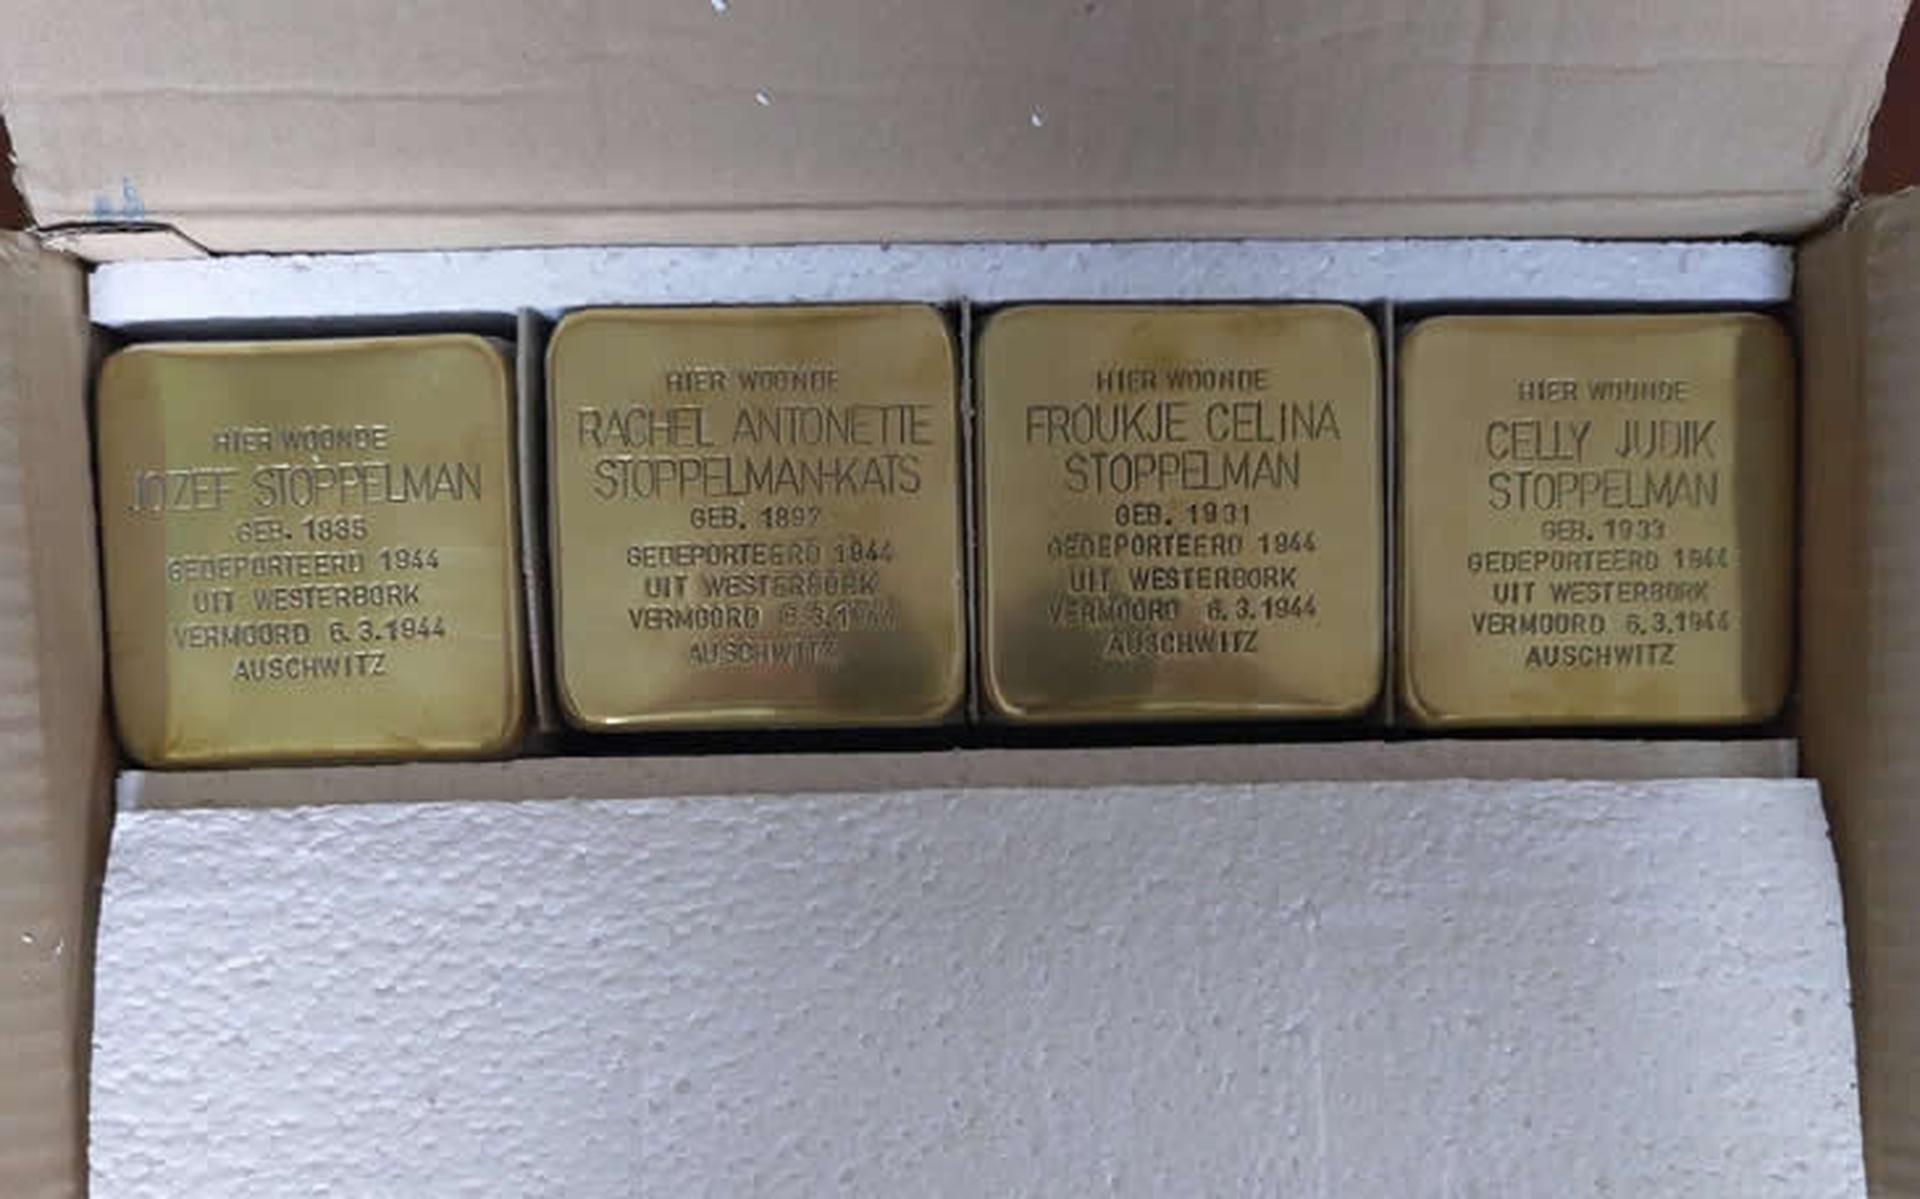 HIER WOONDE
JOZEF STOPPELMAN
GEB. 1885
GEDEPORTEERD 1944
UIT WESTERBORK
VERMOORD 6.3.1944
AUSCHWITZ
HIER WOONDE
RACHEL ANTONETTE
STOPPELMAN-KATS
GEB. 1897
GEDEPORTEERD 1944
UIT WESTERBORK
VERMOORD 6.3.1944
AUSCHWITZ
HIER WOONDE
FROUKJE CELINA
STOPPELMAN
GEB. 1931
GEDEPORTEERD 1944
UIT WESTERBORK
VERMOORD 6.3.1944
AUSCHWITZ
HIER WOONDE
CELLY JUDIK
STOPPELMAN
GEB. 1933
GEDEPORTEERD 1944
UIT WESTERBORK
VERMOORD 6.3.1944
AUSCHWITZ